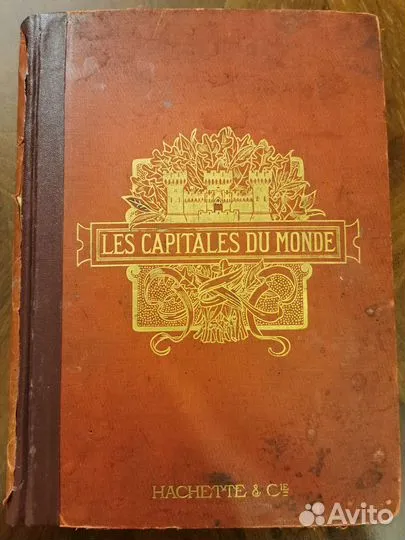 LES CAPITALES DU MONDE
HACHETTE & CIE
Avito